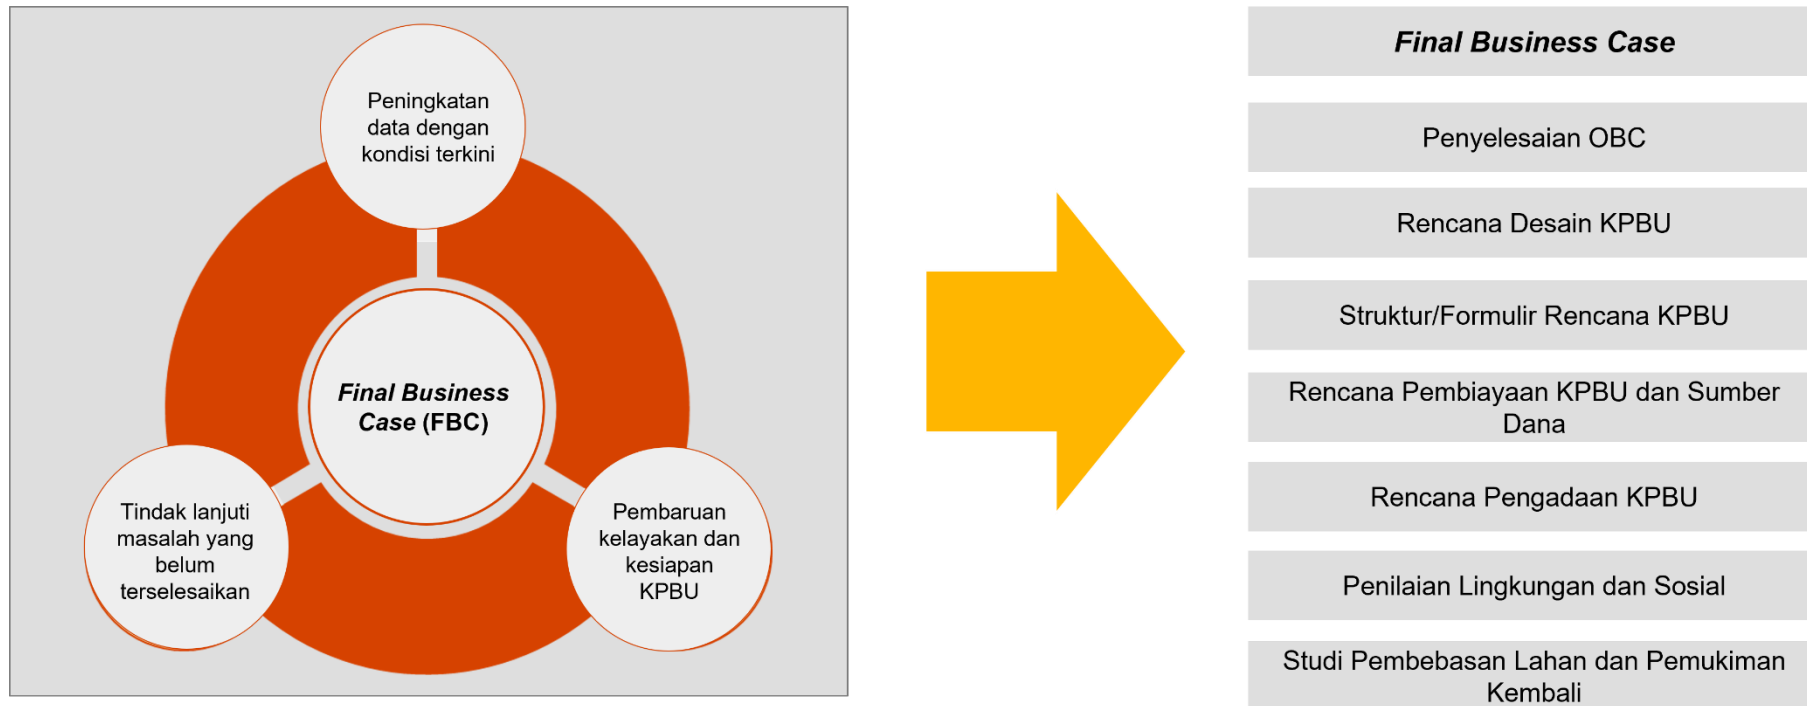 Peningkatan
data dengan
kondisi terkini
Final Business
Case (FBC)
Tindak lanjuti
masalah yang
belum
terselesaikan
Pembaruan
kelayakan dan
kesiapan
KPBU
Final Business Case
Penyelesaian OBC
Rencana Desain KPBU
Struktur/Formulir Rencana KPBU
Rencana Pembiayaan KPBU dan Sumber
Dana
Rencana Pengadaan KPBU
Penilaian Lingkungan dan Sosial
Studi Pembebasan Lahan dan Pemukiman
Kembali